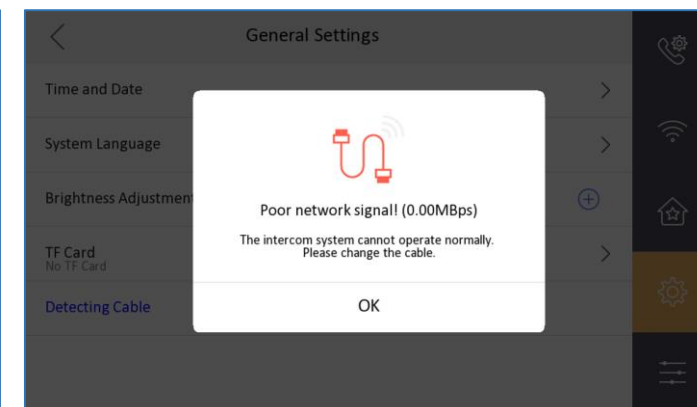 General Settings
Time and Date
System Language
Brightness Adjustment
TF Card
No TF Card
Detecting Cable
Poor network signal! (0.00MBps)
The intercom system cannot operate normally.
Please change the cable.
OK